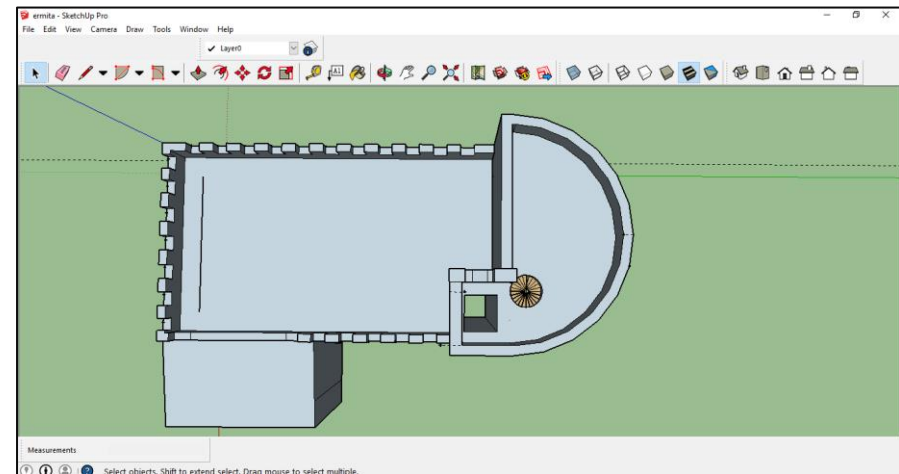 ermita - SketchUp Pro
File Edit View Camera Draw Tools Window Help
Layer0
Measurements
Select objects. Shift to extend select. Drag mouse to select multiple.